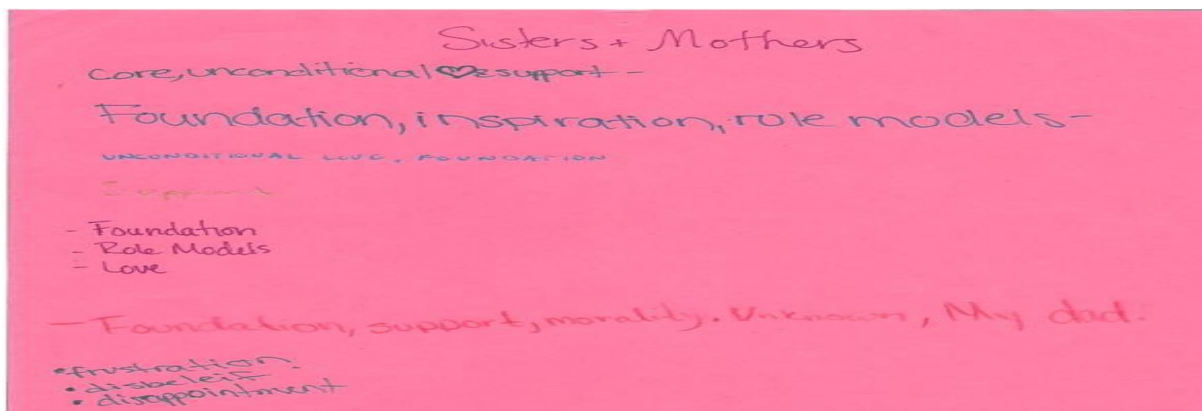 Sisters + Mothers
core, unconditional ♡ & support -
Foundation, inspiration, role models -
UNCONDITIONAL LOVE, FOUNDATION
Support
- Foundation
- Role Models
- Love
- Foundation, support, morality. Unknown, My dad.
• frustration
• disbeleif
• disappointment